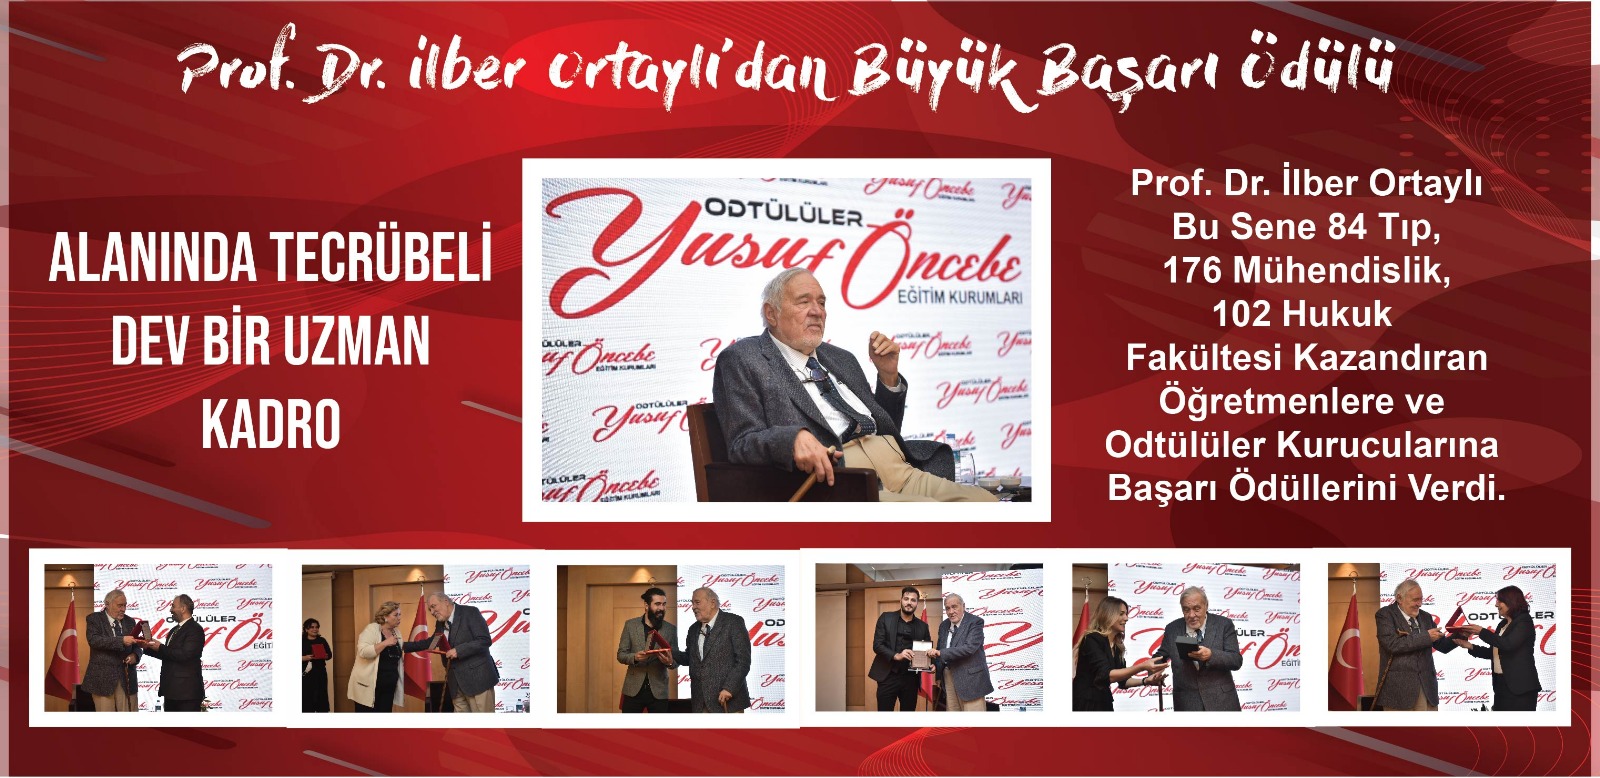 Prof. Dr. ilber Ortaylı'dan Büyük Başarı Ödülü
ALANINDA TECRÜBELİ
DEV BİR UZMAN
KADRO
ODTÜLÜLER
Yusuf Öncebe
EĞİTİM KURUMLARI
Prof. Dr. İlber Ortaylı
Bu Sene 84 Tıp,
176 Mühendislik,
102 Hukuk
Fakültesi Kazandıran
Öğretmenlere ve
Odtülüler Kurucularına
Başarı Ödüllerini Verdi.